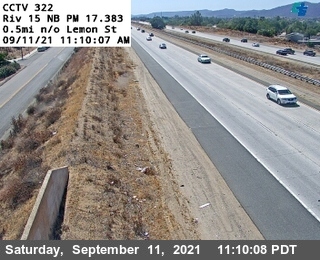 CCTV 322
Riv 15 NB PM 17.383
0.5mi n/o Lemon St
09/11/21 11:10:07 AM
Saturday, September 11, 2021 11:10:08 PDT